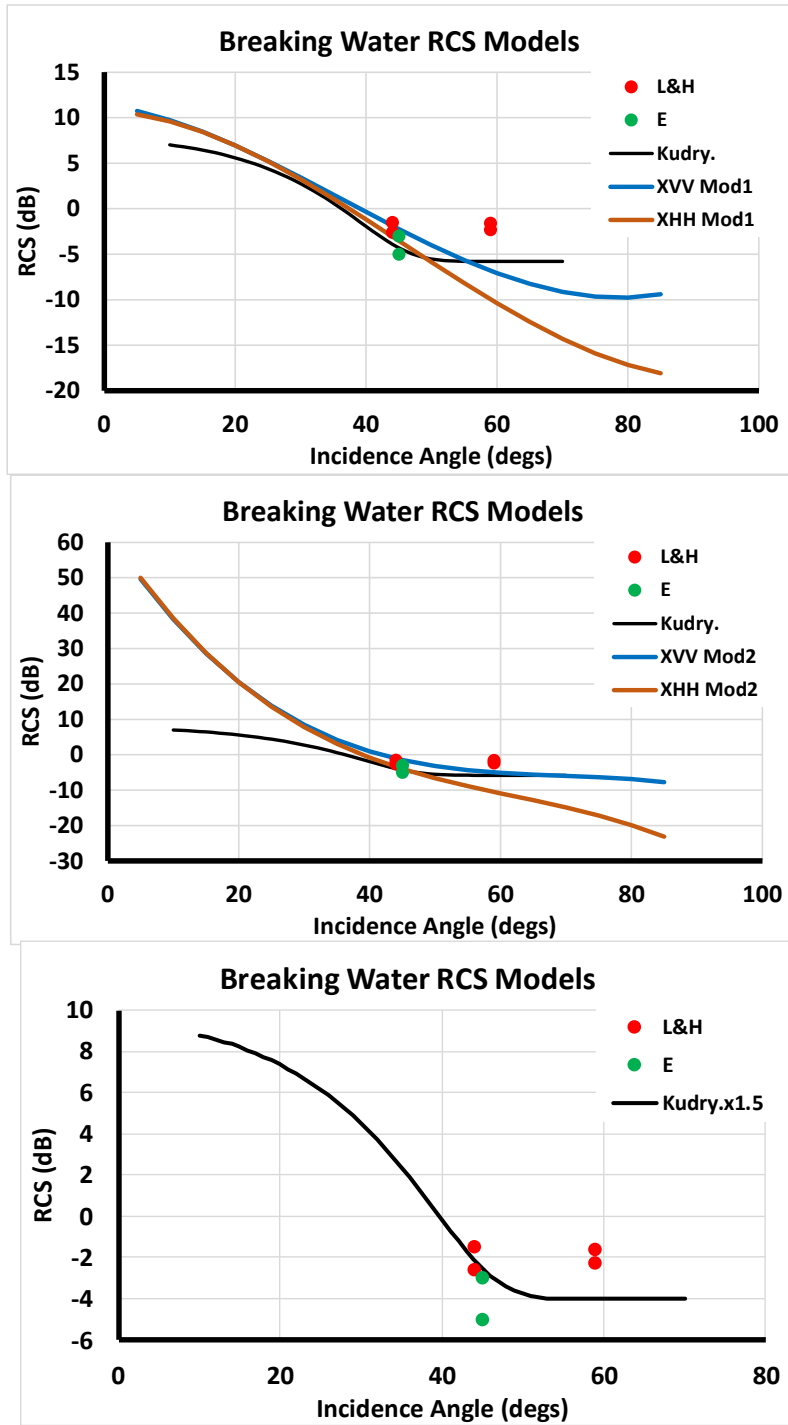 Breaking Water RCS Models
15
10
5
0
-5
-10
-15
-20
RCS (dB)
L&H
E
Kudry.
XVV Mod1
XHH Mod1
0 20 40 60 80 100
Incidence Angle (degs)
Breaking Water RCS Models
60
50
40
30
20
10
0
-10
-20
-30
RCS (dB)
L&H
E
Kudry.
XVV Mod2
XHH Mod2
0 20 40 60 80 100
Incidence Angle (degs)
Breaking Water RCS Models
10
8
6
4
2
0
-2
-4
-6
RCS (dB)
L&H
E
Kudry.x1.5
0 20 40 60 80
Incidence Angle (degs)